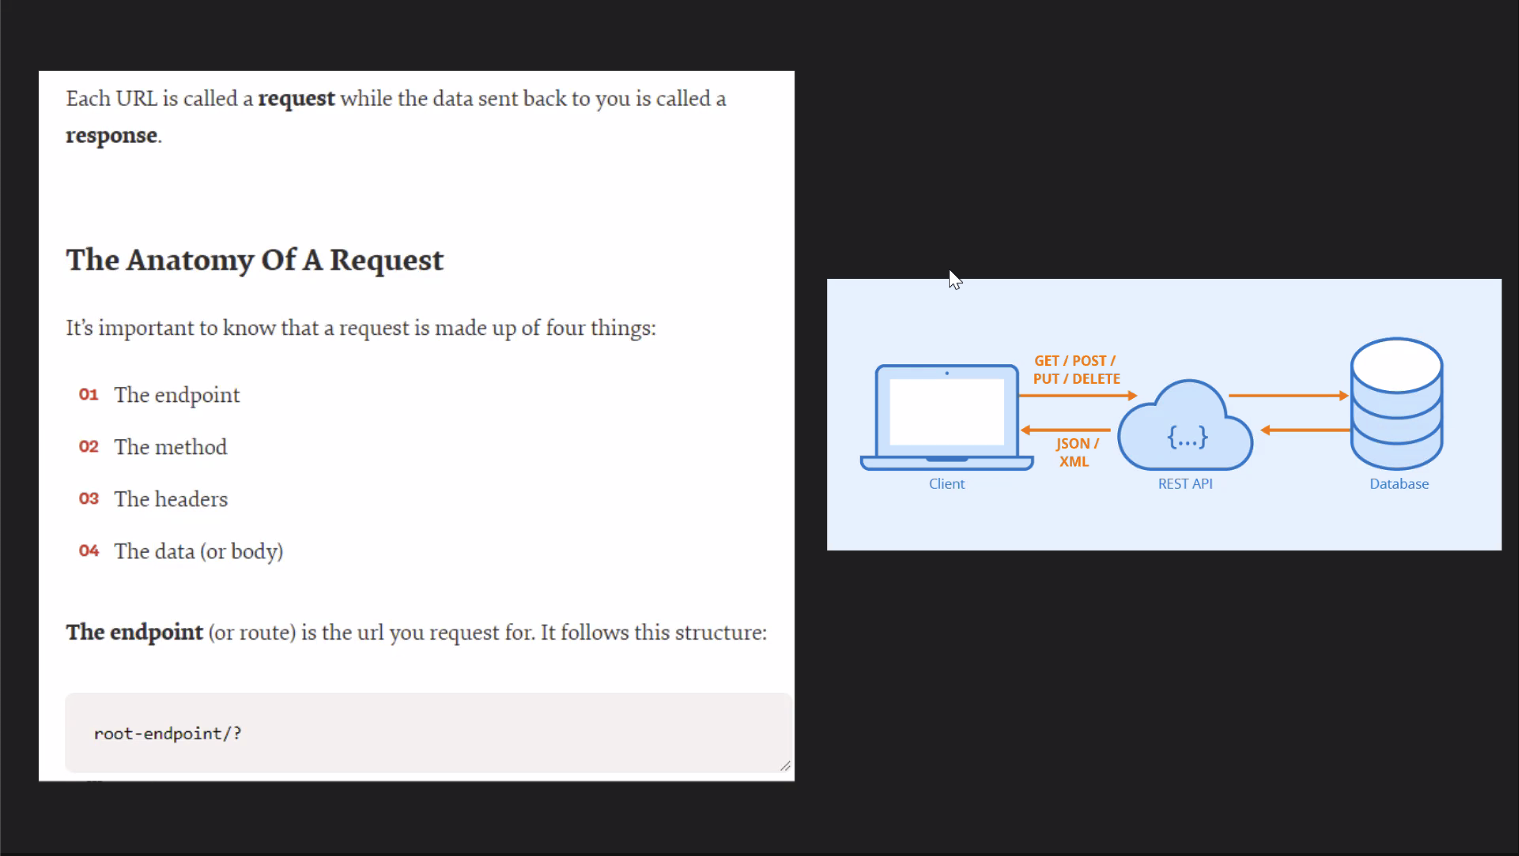 Each URL is called a request while the data sent back to you is called a
response.
The Anatomy Of A Request
It’s important to know that a request is made up of four things:
01 The endpoint
02 The method
03 The headers
04 The data (or body)
The endpoint (or route) is the url you request for. It follows this structure:
root-endpoint/?
GET / POST /
PUT / DELETE
JSON /
XML
{...}
Client
REST API
Database